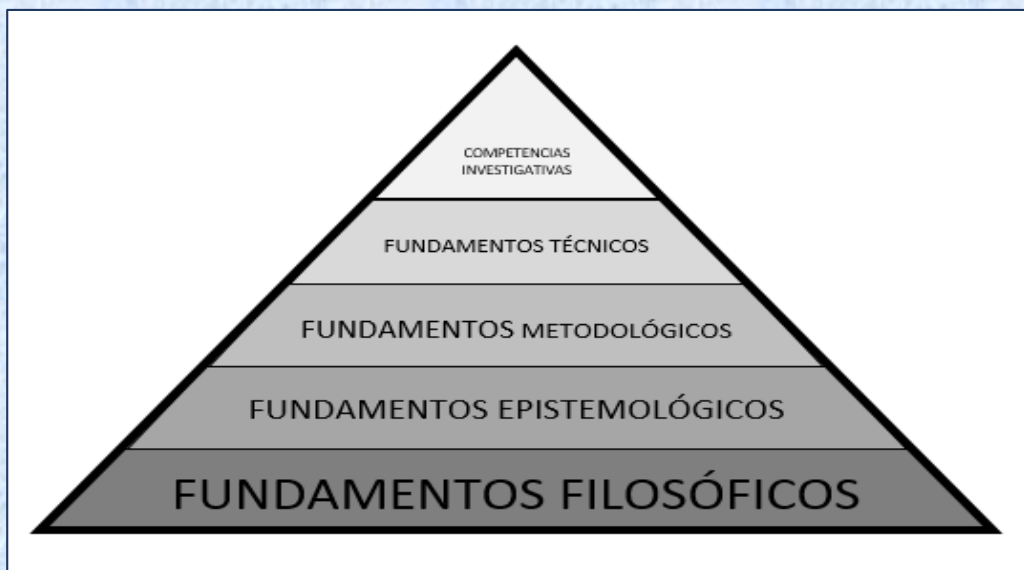 COMPETENCIAS
INVESTIGATIVAS
FUNDAMENTOS TÉCNICOS
FUNDAMENTOS METODOLÓGICOS
FUNDAMENTOS EPISTEMOLÓGICOS
FUNDAMENTOS FILOSÓFICOS